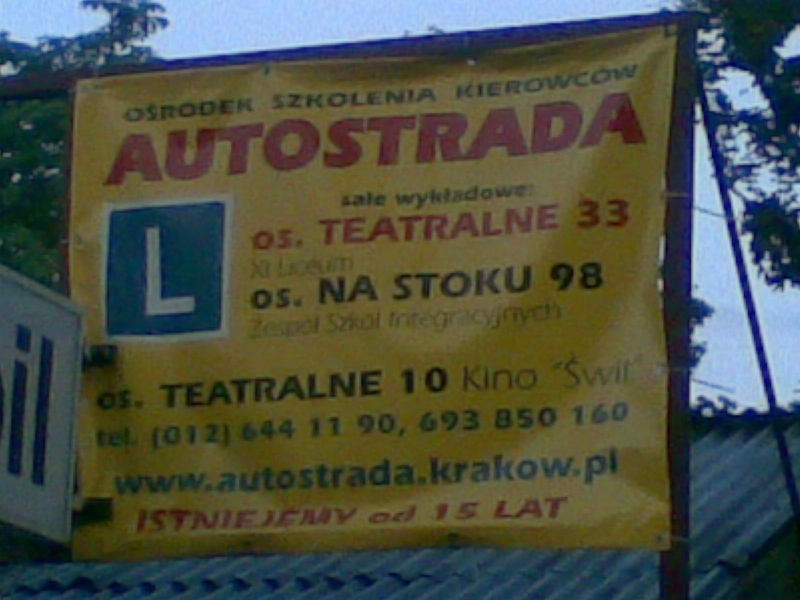 OŚRODEK SZKOLENIA KIEROWCÓW
AUTOSTRADA
sale wykładowe:
L
os. TEATRALNE 33
XI Liceum
os. NA STOKU 98
Zespół Szkół Integracyjnych
os. TEATRALNE 10 Kino "Świt"
tel. (012) 644 11 90, 693 850 160
www.autostrada.krakow.pl
ISTNIEJEMY od 15 LAT